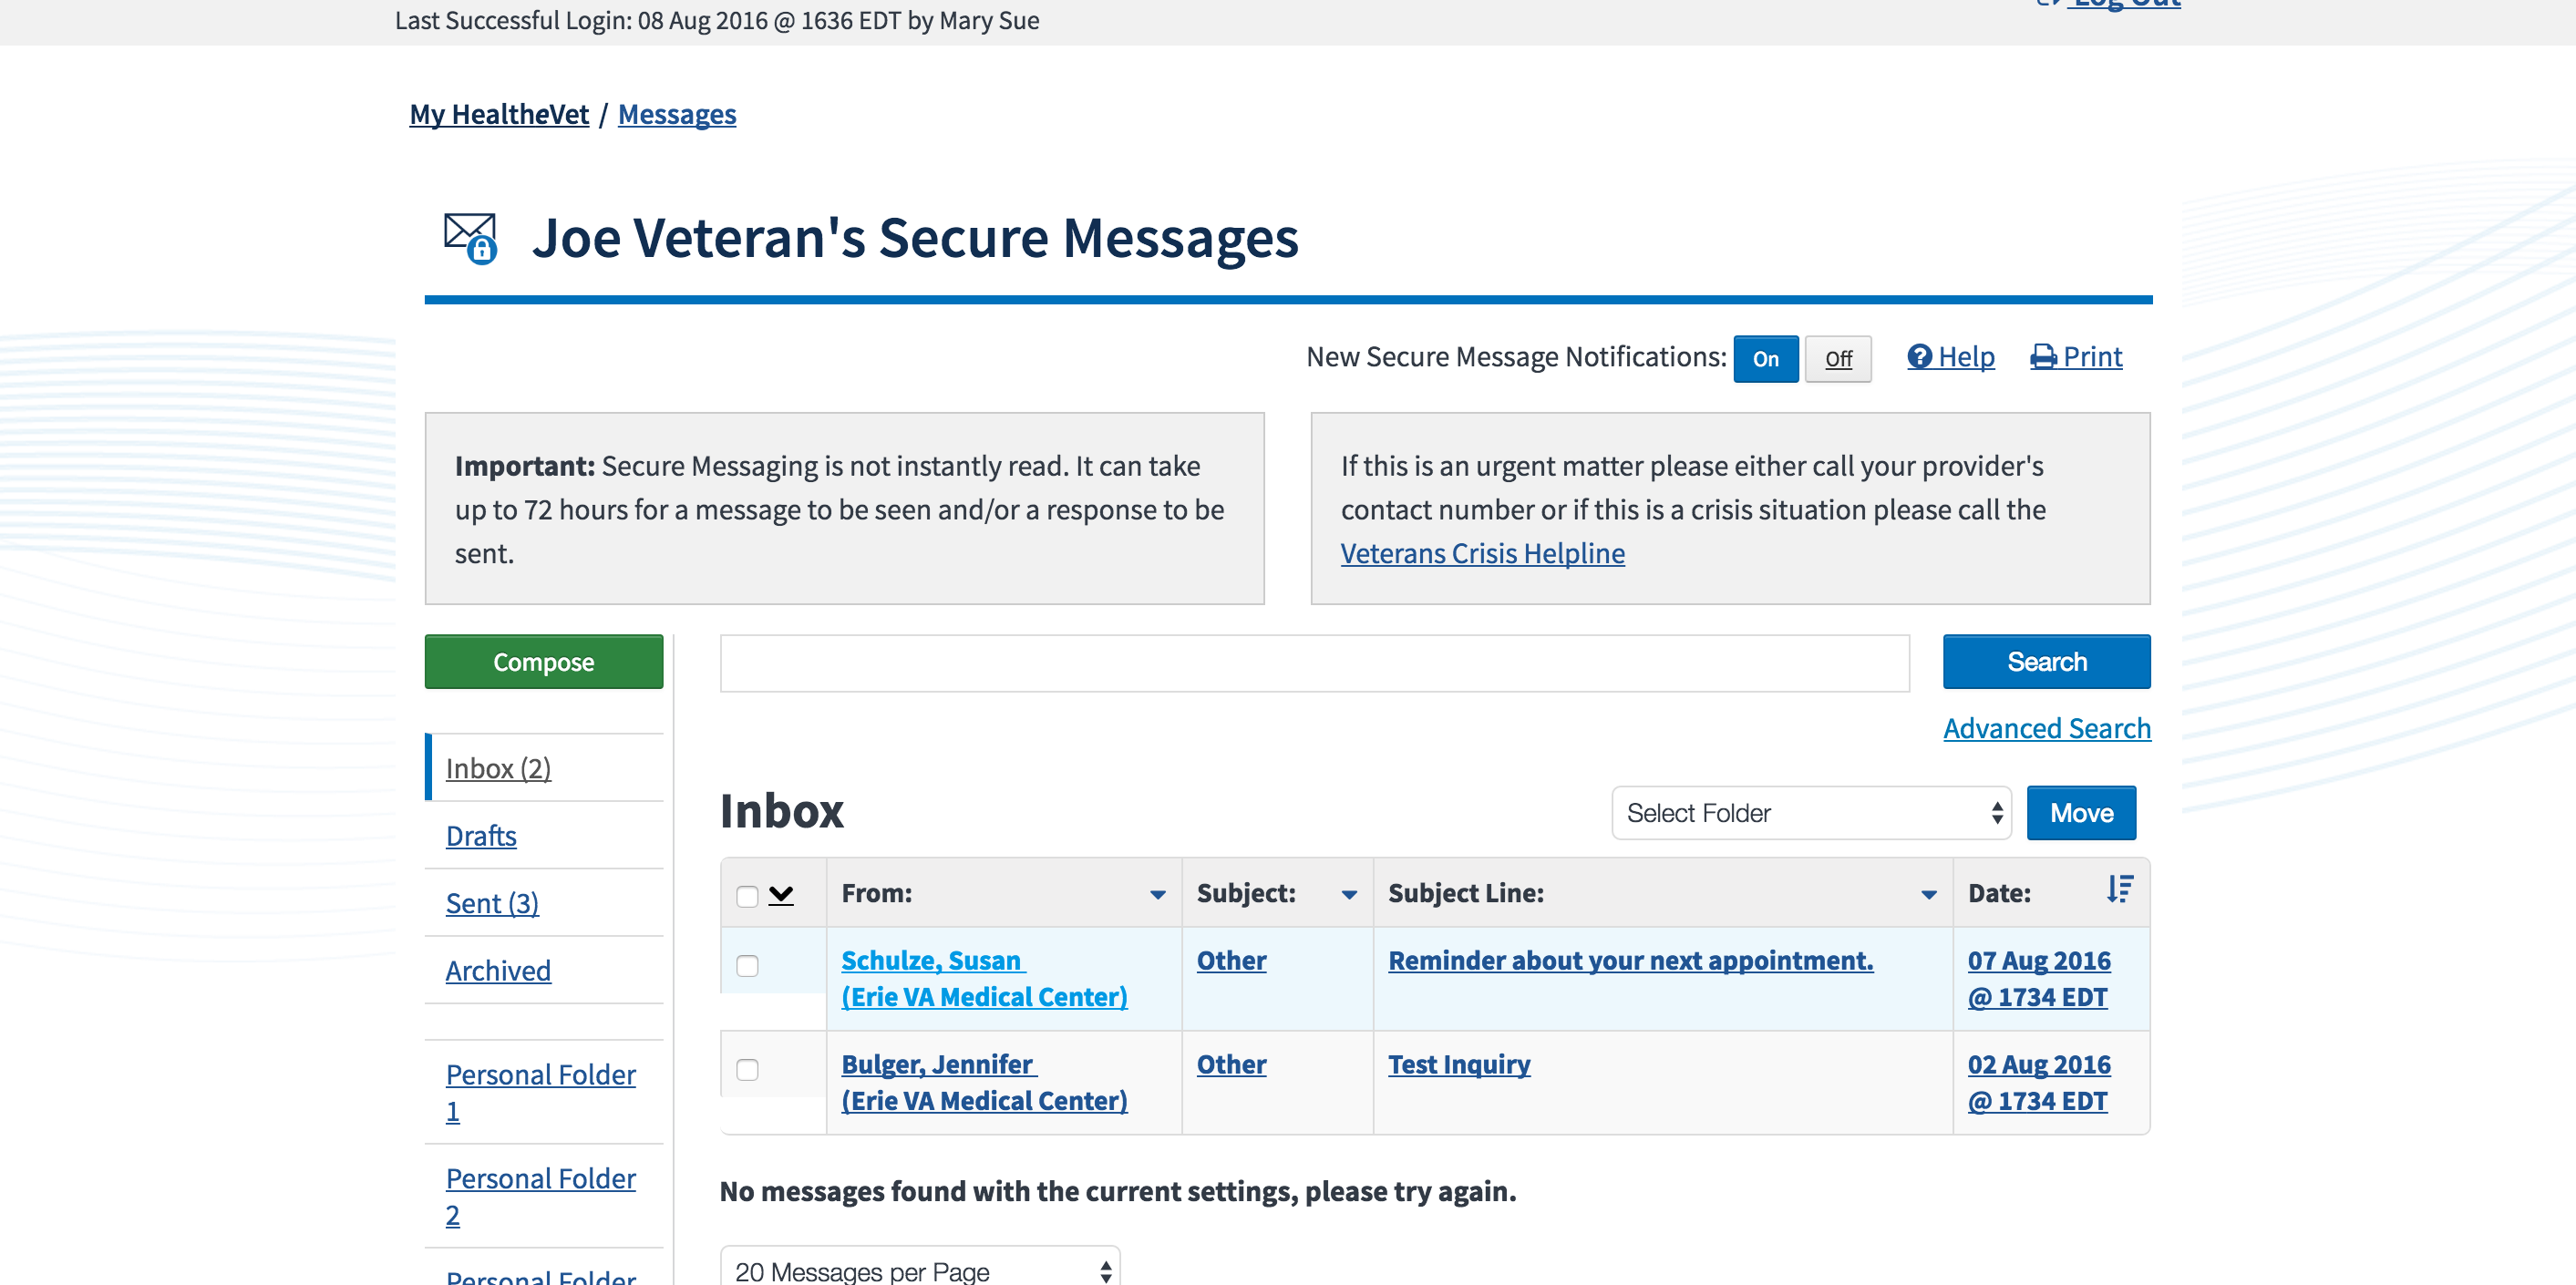 Log Out
Last Successful Login: 08 Aug 2016 @ 1636 EDT by Mary Sue
My HealtheVet / Messages
Joe Veteran's Secure Messages
New Secure Message Notifications: On Off Help Print
Important: Secure Messaging is not instantly read. It can take
up to 72 hours for a message to be seen and/or a response to be
sent.
If this is an urgent matter please either call your provider's
contact number or if this is a crisis situation please call the
Veterans Crisis Helpline
Compose
Search
Advanced Search
Inbox (2)
Drafts
Sent (3)
Archived
Personal Folder
1
Personal Folder
2
Personal Folder
Inbox
Select Folder
Move
From: Subject: Subject Line: Date:
Schulze, Susan
(Erie VA Medical Center)
Other
Reminder about your next appointment.
07 Aug 2016
@ 1734 EDT
Bulger, Jennifer
(Erie VA Medical Center)
Other
Test Inquiry
02 Aug 2016
@ 1734 EDT
No messages found with the current settings, please try again.
20 Messages per Page